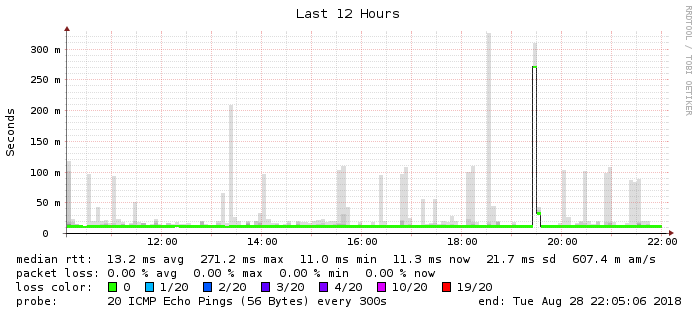 Last 12 Hours
RRDTOOL / TOBI OETIKER
Seconds
300 m
250 m
200 m
150 m
100 m
50 m
0
12:00 14:00 16:00 18:00 20:00 22:00
median rtt: 13.2 ms avg 271.2 ms max 11.0 ms min 11.3 ms now 21.7 ms sd 607.4 m am/s
packet loss: 0.00 % avg 0.00 % max 0.00 % min 0.00 % now
loss color: 0 1/20 2/20 3/20 4/20 10/20 19/20
probe: 20 ICMP Echo Pings (56 Bytes) every 300s end: Tue Aug 28 22:05:06 2018